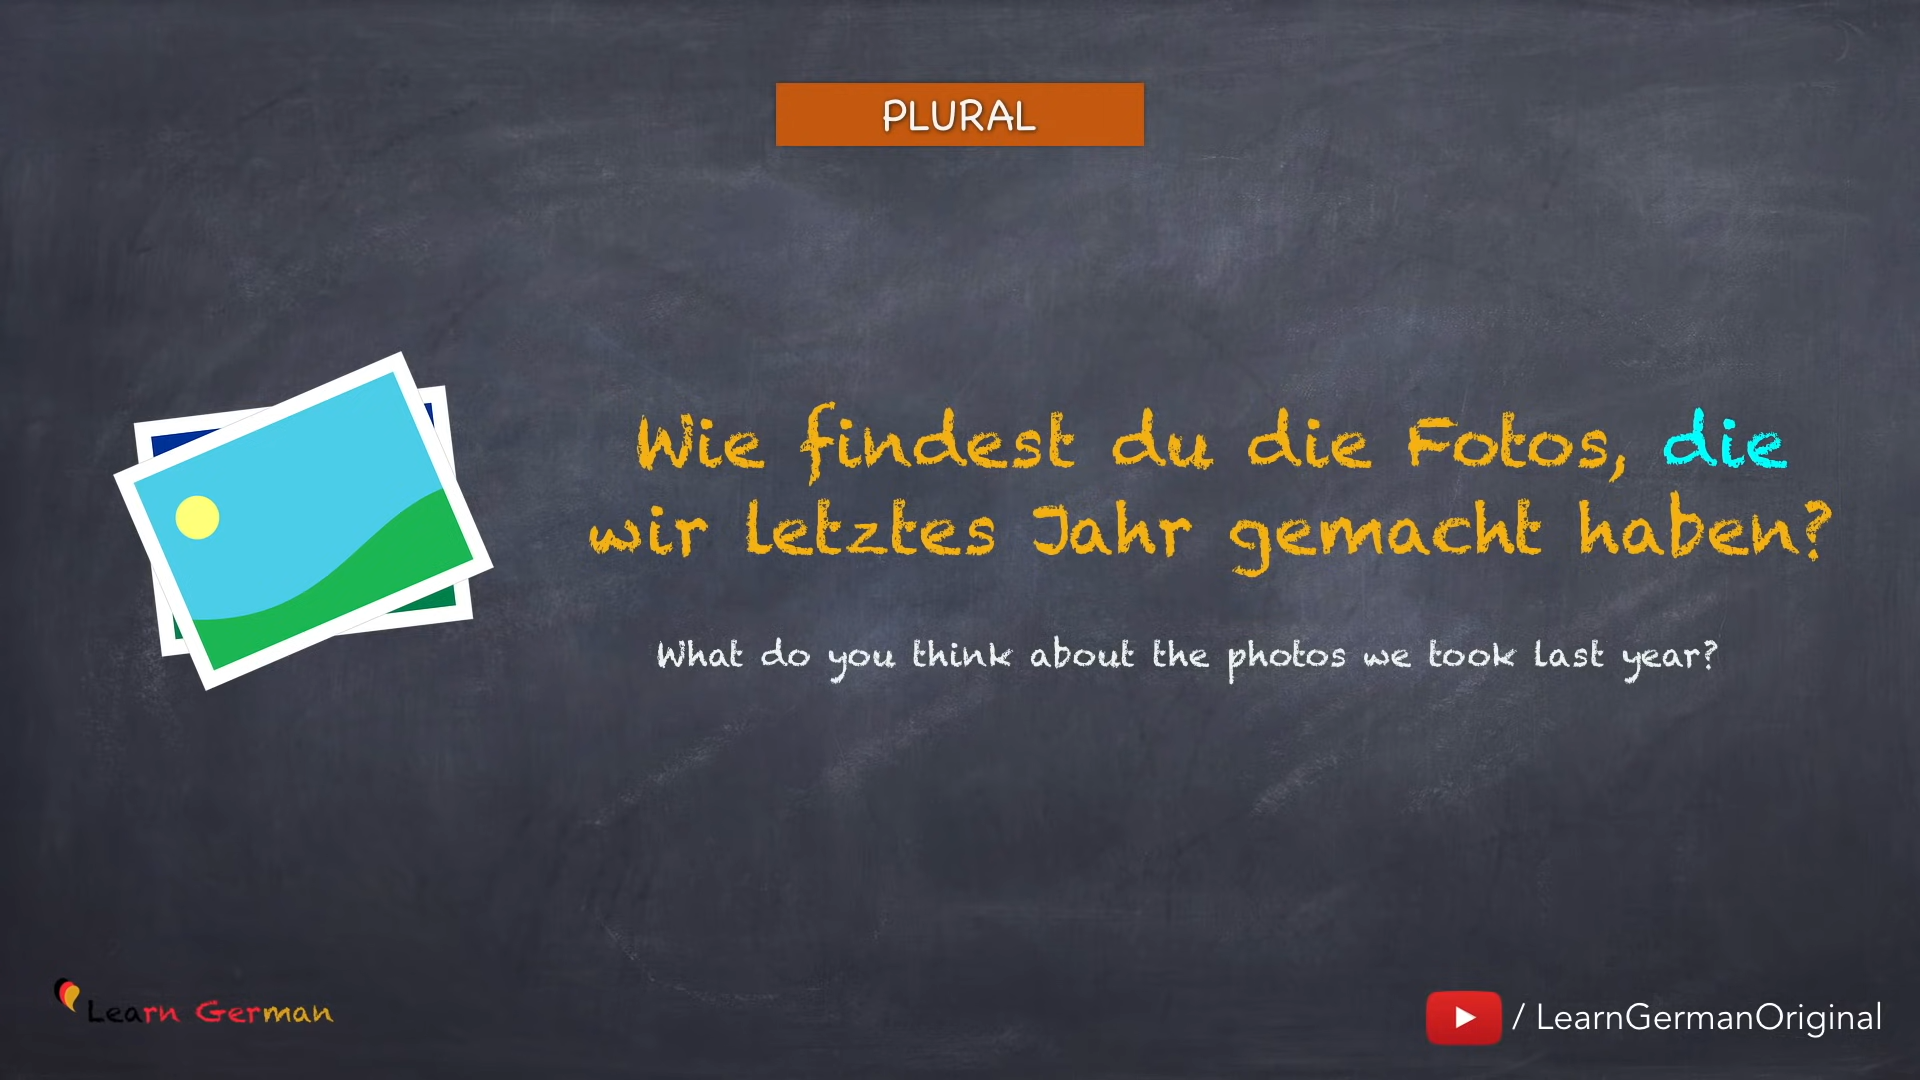 PLURAL
Wie findest du die Fotos, die
wir letztes Jahr gemacht haben?
What do you think about the photos we took last year?
Learn German
/ LearnGermanOriginal